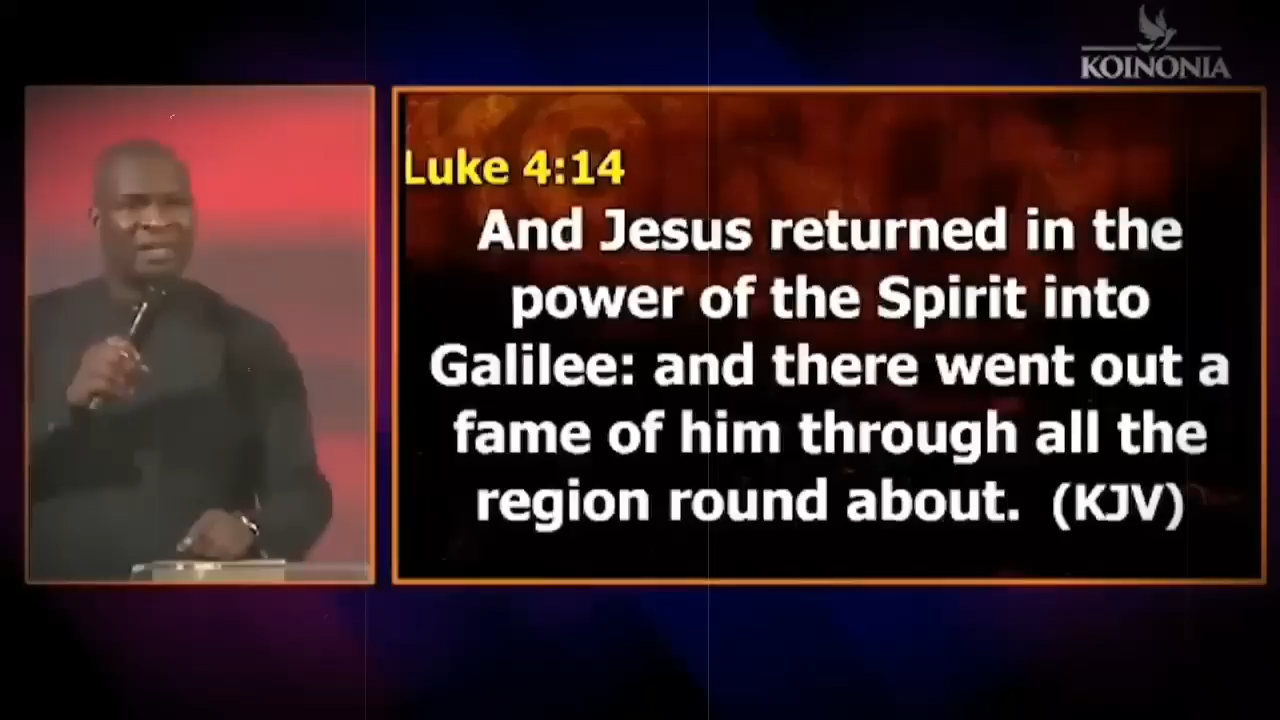 KOINONIA
Luke 4:14
And Jesus returned in the
power of the Spirit into
Galilee: and there went out a
fame of him through all the
region round about. (KJV)